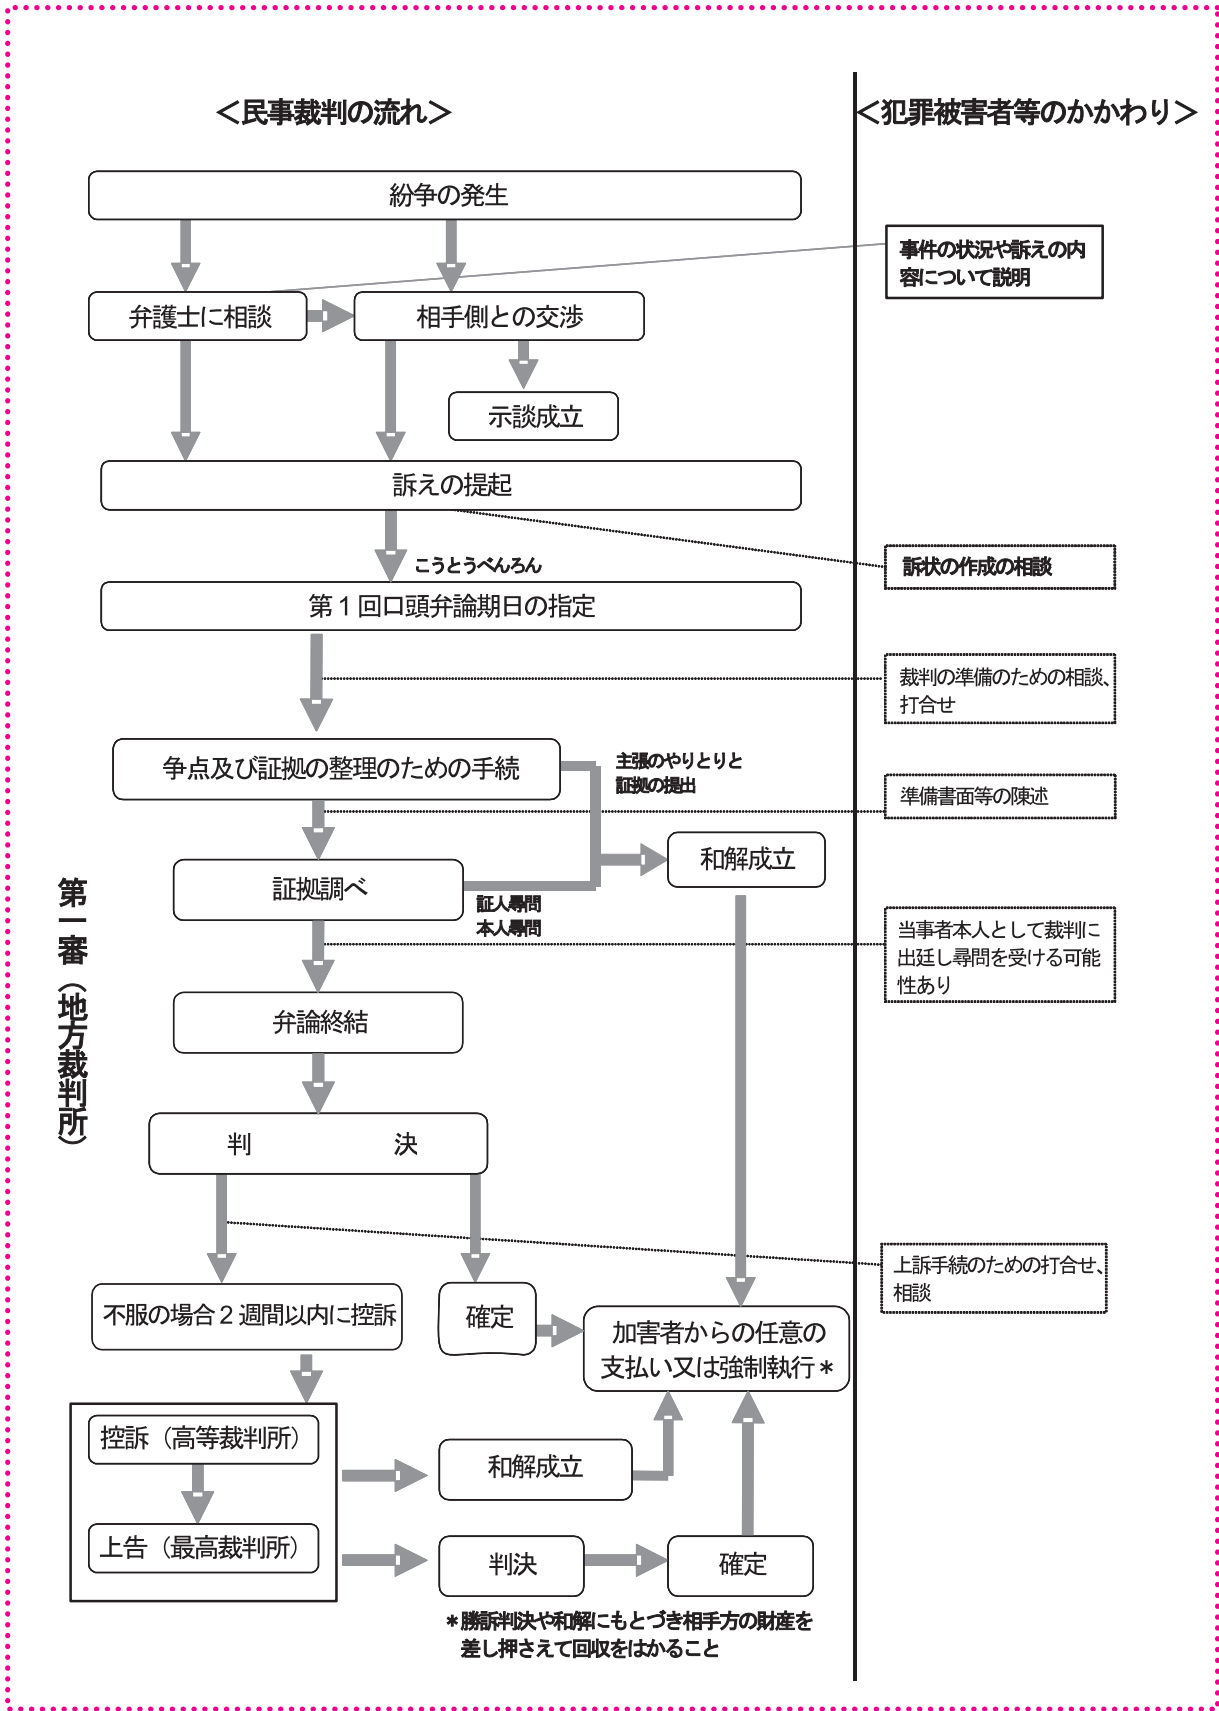 ＜民事裁判の流れ＞
＜犯罪被害者等のかかわり＞
紛争の発生
事件の状況や訴えの内
容について説明
弁護士に相談
相手側との交渉
示談成立
訴えの提起
こうとうべんろん
訴状の作成の相談
第１回口頭弁論期日の指定
裁判の準備のための相談、
打合せ
争点及び証拠の整理のための手続
主張のやりとりと
証拠の提出
準備書面等の陳述
和解成立
証拠調べ
証人尋問
本人尋問
第一審（地方裁判所）
当事者本人として裁判に
出廷し尋問を受ける可能
性あり
弁論終結
判　決
上訴手続のための打合せ、
相談
不服の場合２週間以内に控訴
確定
加害者からの任意の
支払い又は強制執行＊
控訴（高等裁判所）
和解成立
上告（最高裁判所）
判決
確定
＊勝訴判決や和解にもとづき相手方の財産を
差し押さえて回収をはかること